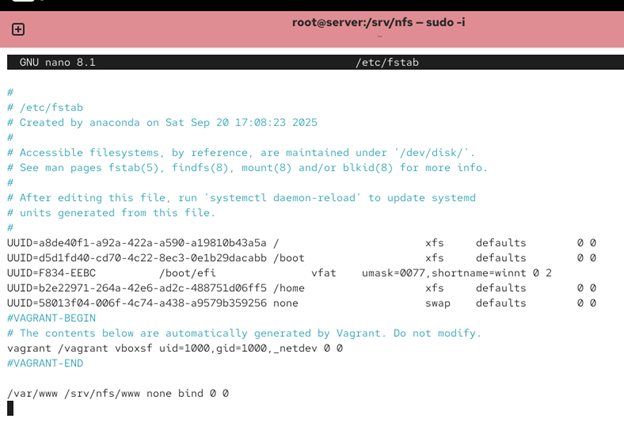 root@server:/srv/nfs — sudo -i
GNU nano 8.1 /etc/fstab
#
# /etc/fstab
# Created by anaconda on Sat Sep 20 17:08:23 2025
#
# Accessible filesystems, by reference, are maintained under '/dev/disk/'.
# See man pages fstab(5), findfs(8), mount(8) and/or blkid(8) for more info.
#
# After editing this file, run 'systemctl daemon-reload' to update systemd
# units generated from this file.
#
UUID=a8de40f1-a92a-422a-a590-a19810b43a5a / xfs defaults 0 0
UUID=d5d1fd40-cd70-4c22-8ec3-0e1b29dacabb /boot xfs defaults 0 0
UUID=F834-EEBC /boot/efi vfat umask=0077,shortname=winnt 0 2
UUID=b2e22971-264a-42e6-ad2c-488751d06ff5 /home xfs defaults 0 0
UUID=58013f04-006f-4c74-a438-a9579b359256 none swap defaults 0 0
#VAGRANT-BEGIN
# The contents below are automatically generated by Vagrant. Do not modify.
vagrant /vagrant vboxsf uid=1000,gid=1000,_netdev 0 0
#VAGRANT-END
/var/www /srv/nfs/www none bind 0 0